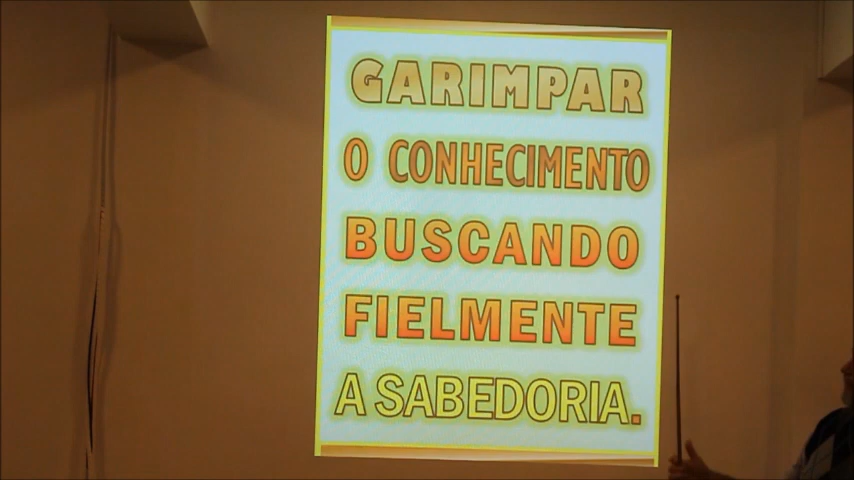 GARIMPAR
O CONHECIMENTO
BUSCANDO
FIELMENTE
A SABEDORIA.